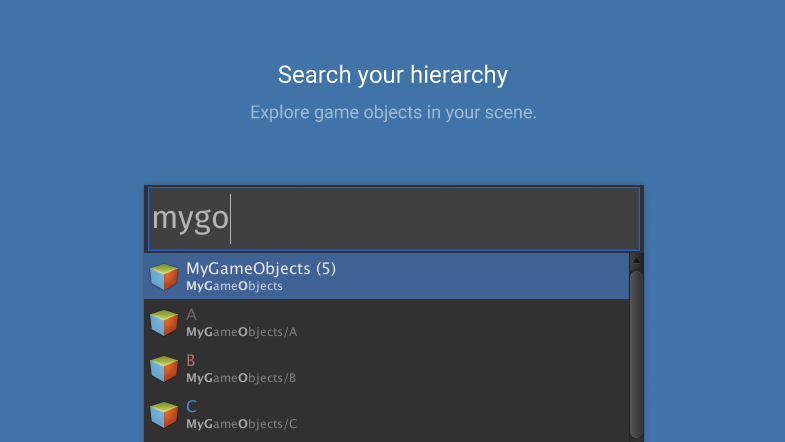 Search your hierarchy
Explore game objects in your scene.
mygo
MyGameObjects (5)
MyGameObjects
A
MyGameObjects/A
B
MyGameObjects/B
C
MyGameObjects/C